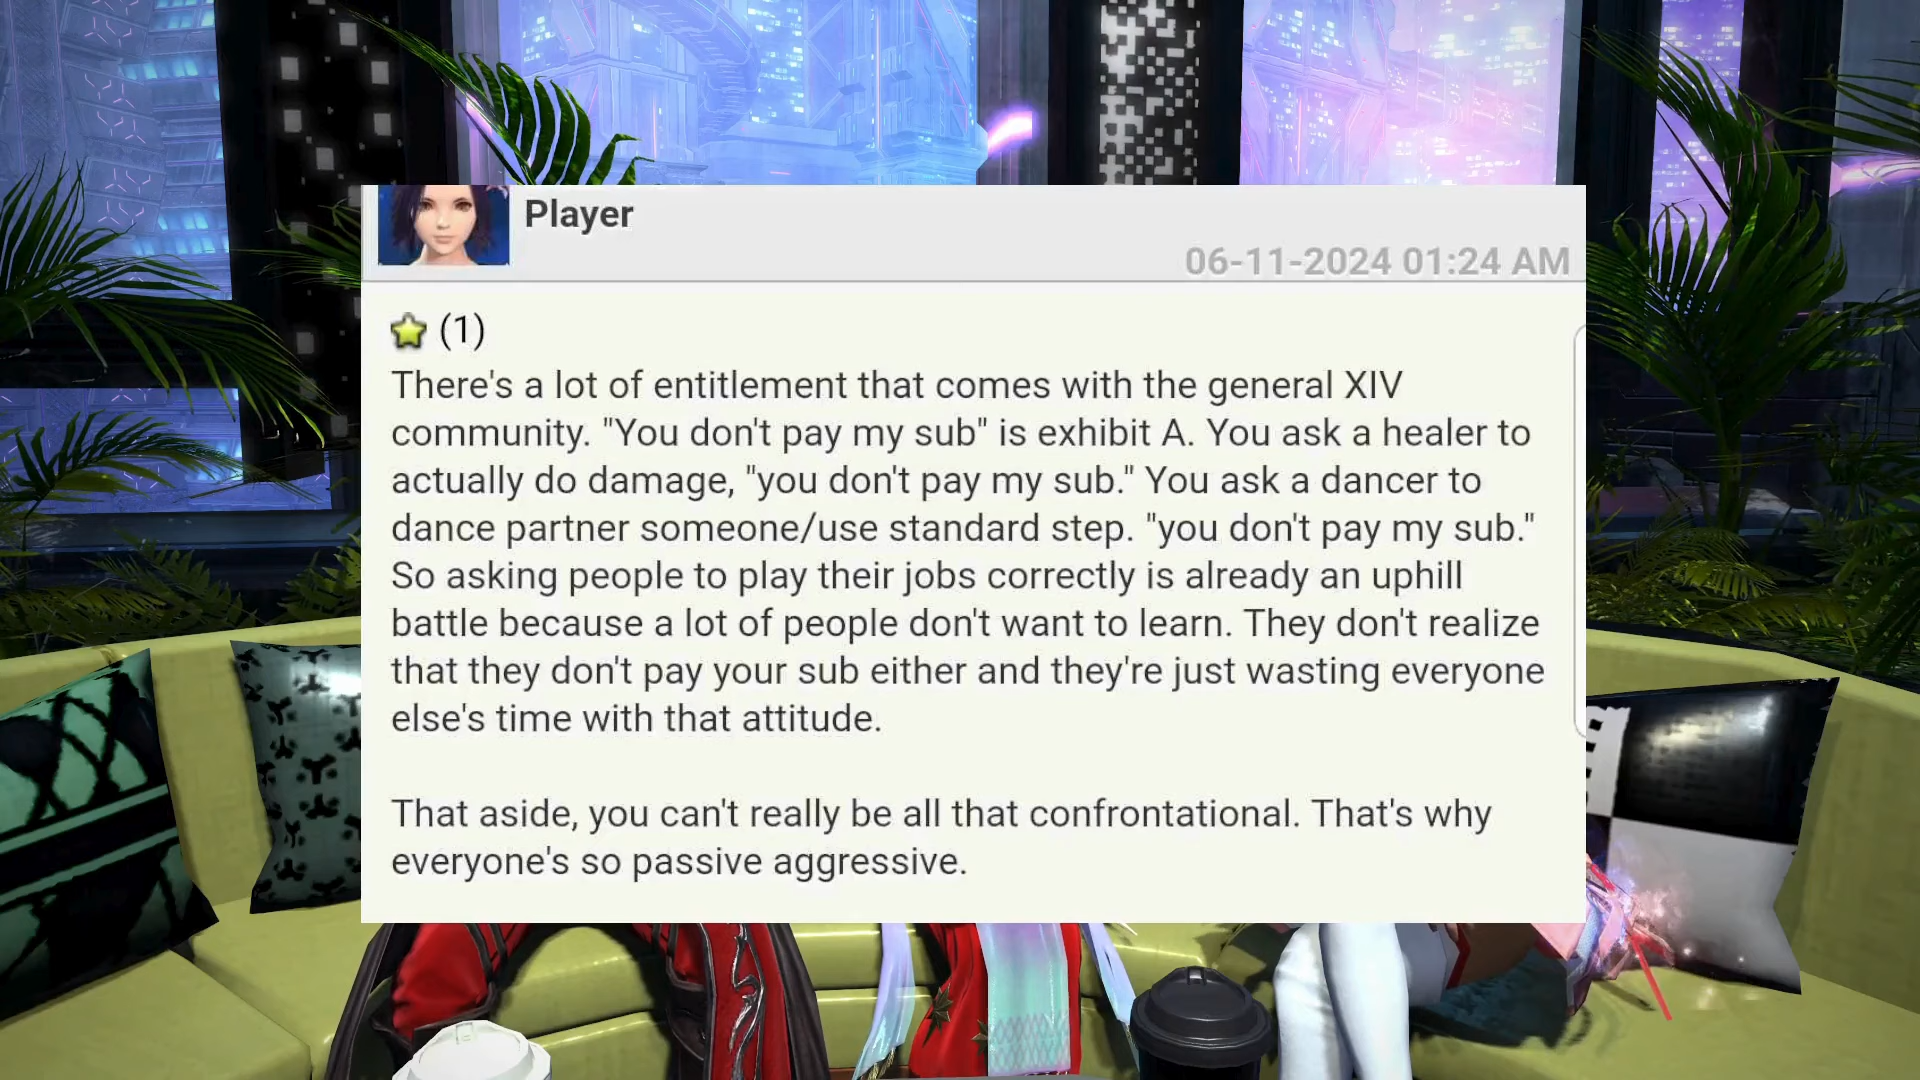 Player
06-11-2024 01:24 AM
(1)
There's a lot of entitlement that comes with the general XIV
community. "You don't pay my sub" is exhibit A. You ask a healer to
actually do damage, "you don't pay my sub." You ask a dancer to
dance partner someone/use standard step. "you don't pay my sub."
So asking people to play their jobs correctly is already an uphill
battle because a lot of people don't want to learn. They don't realize
that they don't pay your sub either and they're just wasting everyone
else's time with that attitude.
That aside, you can't really be all that confrontational. That's why
everyone's so passive aggressive.